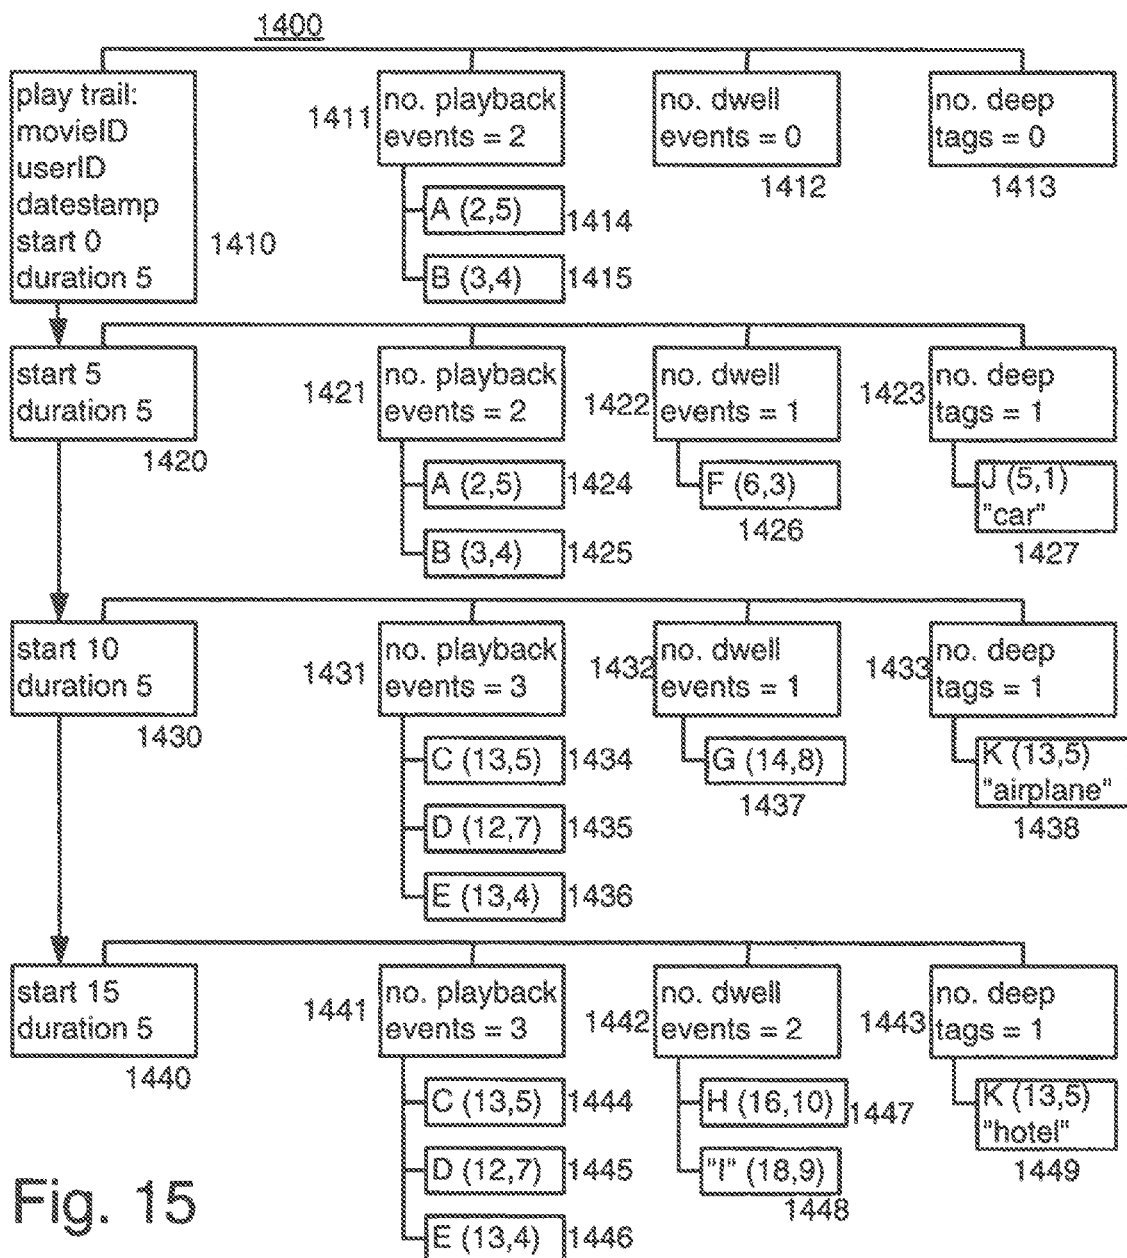 1400
play trail:
movieID
userID
datestamp
start 0
duration 5
1410
1411
no. playback
events = 2
A (2,5)
1414
B (3,4)
1415
no. dwell
events = 0
1412
no. deep
tags = 0
1413
start 5
duration 5
1420
1421
no. playback
events = 2
A (2,5)
1424
B (3,4)
1425
1422
no. dwell
events = 1
F (6,3)
1426
1423
no. deep
tags = 1
J (5,1)
"car"
1427
start 10
duration 5
1430
1431
no. playback
events = 3
C (13,5)
1434
D (12,7)
1435
E (13,4)
1436
1432
no. dwell
events = 1
G (14,8)
1437
1433
no. deep
tags = 1
K (13,5)
"airplane"
1438
start 15
duration 5
1440
1441
no. playback
events = 3
C (13,5)
1444
D (12,7)
1445
E (13,4)
1446
1442
no. dwell
events = 2
H (16,10)
1447
"I" (18,9)
1448
1443
no. deep
tags = 1
K (13,5)
"hotel"
1449
Fig. 15